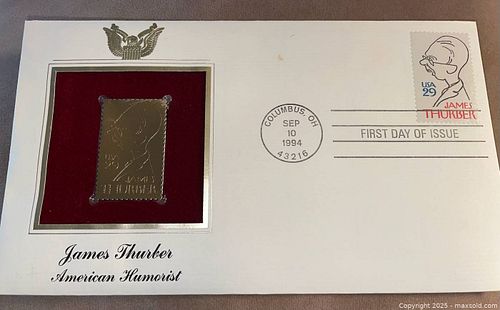 USA
29
JAMES
THURBER
USA
29
JAMES
THURBER
COLUMBUS, OH
SEP
10
1994
43216
FIRST DAY OF ISSUE
James Thurber
American Humorist
Copyright 2025 - maxsold.com